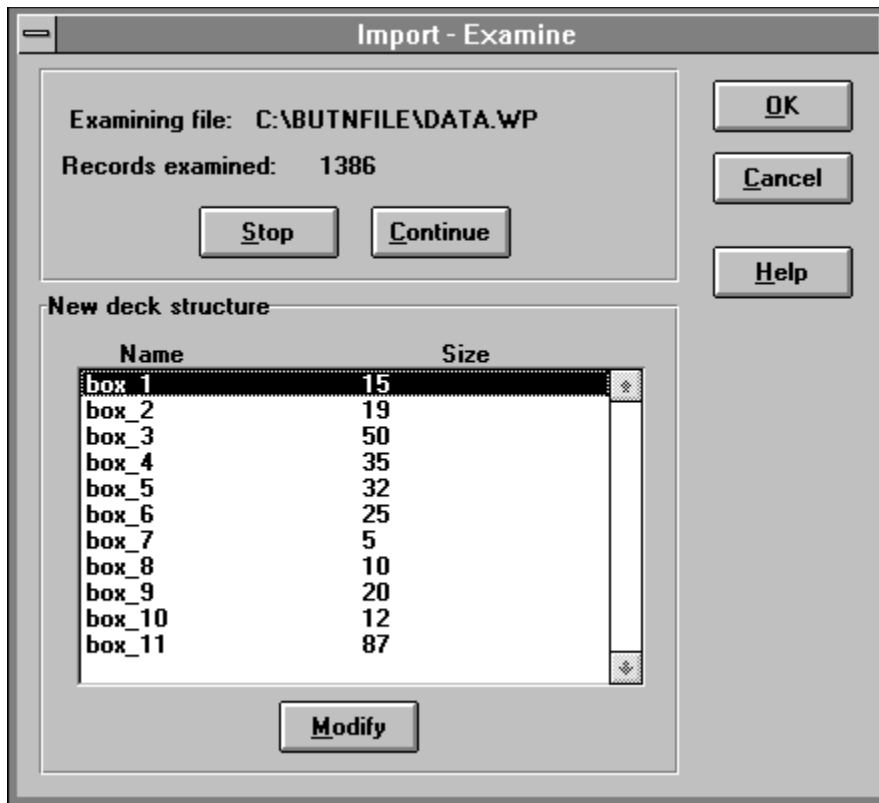 Import - Examine
Examining file: C:\BUTNFILE\DATA.WP
Records examined: 1386
Stop Continue
OK
Cancel
Help
New deck structure
Name Size
box_1 15
box_2 19
box_3 50
box_4 35
box_5 32
box_6 25
box_7 5
box_8 10
box_9 20
box_10 12
box_11 87
Modify